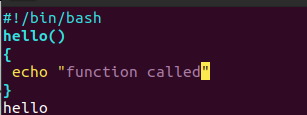 #!/bin/bash
hello()
{
 echo "function called"
}
hello